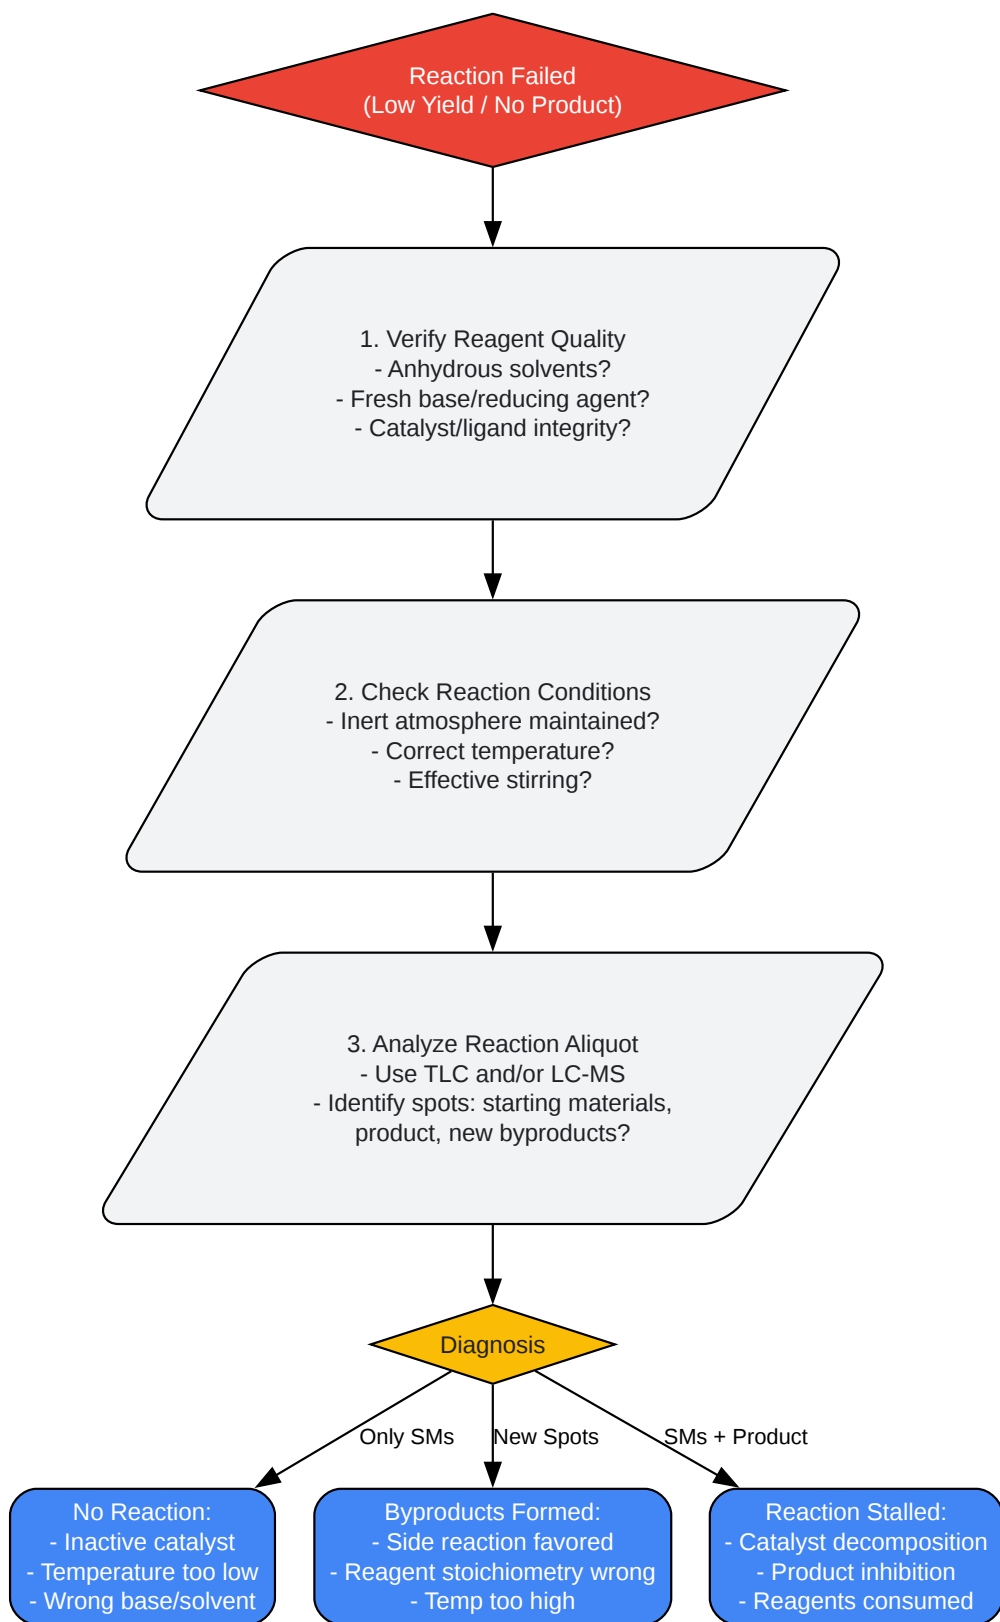 Reaction Failed
(Low Yield / No Product)
1. Verify Reagent Quality
- Anhydrous solvents?
- Fresh base/reducing agent?
- Catalyst/ligand integrity?
2. Check Reaction Conditions
- Inert atmosphere maintained?
- Correct temperature?
- Effective stirring?
3. Analyze Reaction Aliquot
- Use TLC and/or LC-MS
- Identify spots: starting materials,
product, new byproducts?
Diagnosis
Only SMs
New Spots
SMs + Product
No Reaction:
- Inactive catalyst
- Temperature too low
- Wrong base/solvent
Byproducts Formed:
- Side reaction favored
- Reagent stoichiometry wrong
- Temp too high
Reaction Stalled:
- Catalyst decomposition
- Product inhibition
- Reagents consumed